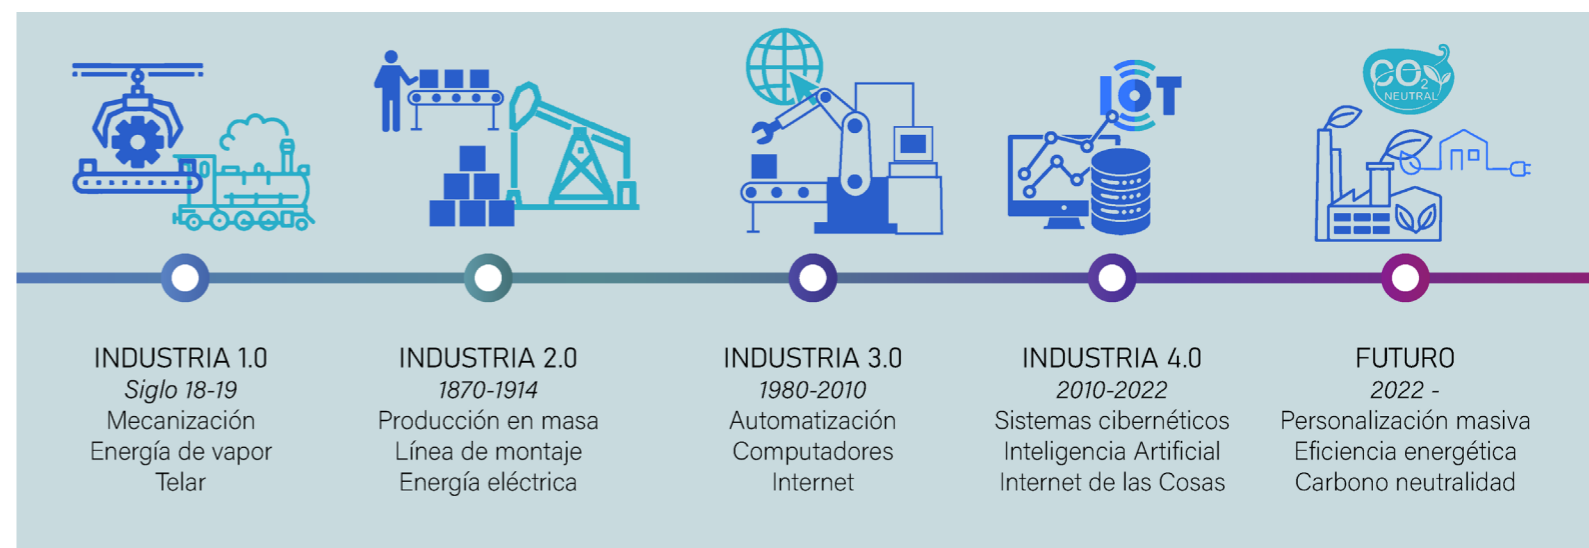 IOT
CO2
NEUTRAL
INDUSTRIA 1.0
Siglo 18-19
Mecanización
Energía de vapor
Telar
INDUSTRIA 2.0
1870-1914
Producción en masa
Línea de montaje
Energía eléctrica
INDUSTRIA 3.0
1980-2010
Automatización
Computadores
Internet
INDUSTRIA 4.0
2010-2022
Sistemas cibernéticos
Inteligencia Artificial
Internet de las Cosas
FUTURO
2022 -
Personalización masiva
Eficiencia energética
Carbono neutralidad